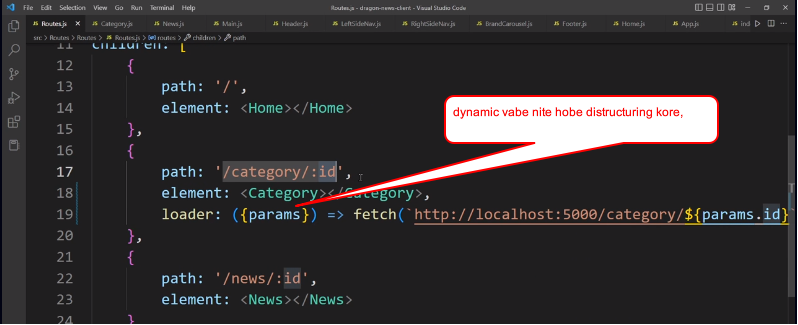 File Edit Selection View Go Run Terminal Help
Routes.js - dragon-news-client - Visual Studio Code
Routes.js Category.js News.js Main.js Header.js LeftSideNav.js RightSideNav.js BrandCarousel.js Footer.js Home.js App.js ind
src > Routes > Routes > Routes.js > routes > children > path
11 children: [
12 {
13 path: '/',
14 element: <Home></Home>
15 },
dynamic vabe nite hobe distructuring kore,
16 {
17 path: '/category/:id',
18 element: <Category></Category>,
19 loader: ({params}) => fetch(`http://localhost:5000/category/${params.id}`
20 },
21 {
22 path: '/news/:id',
23 element: <News></News>
24 }